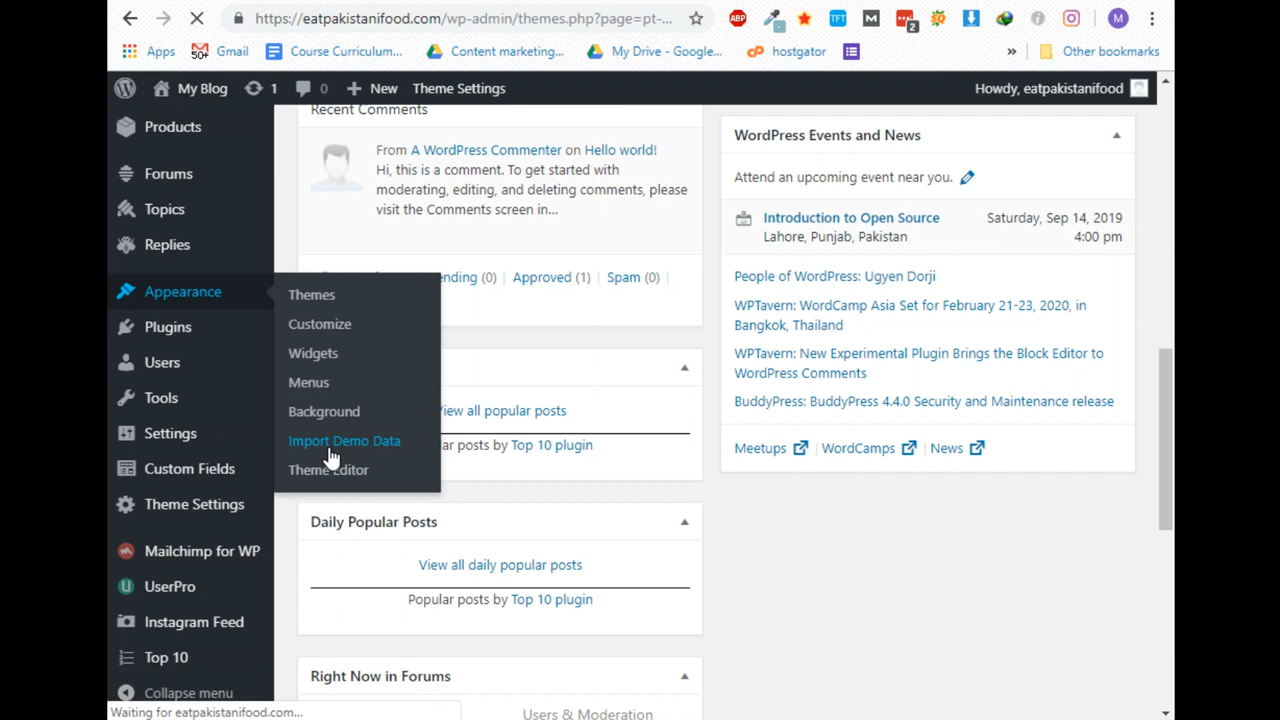 https://eatpakistanifood.com/wp-admin/themes.php?page=pt-...
ABP
TFT
M
2
M
Apps
50+
Gmail
Course Curriculum...
Content marketing...
My Drive - Google...
cP
hostgator
»
Other bookmarks
My Blog
1
0
New
Theme Settings
Howdy, eatpakistanifood
Products
Forums
Topics
Replies
Appearance
Plugins
Users
Tools
Settings
Custom Fields
Theme Settings
Mailchimp for WP
UserPro
Instagram Feed
Top 10
Collapse menu
Themes
Customize
Widgets
Menus
Background
Import Demo Data
Theme Editor
Recent Comments
From A WordPress Commenter on Hello world!
Hi, this is a comment. To get started with
moderating, editing, and deleting comments, please
visit the Comments screen in...
ending (0) | Approved (1) | Spam (0) |
iew all popular posts
ar posts by Top 10 plugin
Daily Popular Posts
View all daily popular posts
Popular posts by Top 10 plugin
Right Now in Forums
Users & Moderation
WordPress Events and News
Attend an upcoming event near you.
Introduction to Open Source
Lahore, Punjab, Pakistan
Saturday, Sep 14, 2019
4:00 pm
People of WordPress: Ugyen Dorji
WPTavern: WordCamp Asia Set for February 21-23, 2020, in
Bangkok, Thailand
WPTavern: New Experimental Plugin Brings the Block Editor to
WordPress Comments
BuddyPress: BuddyPress 4.4.0 Security and Maintenance release
Meetups | WordCamps | News
Waiting for eatpakistanifood.com...